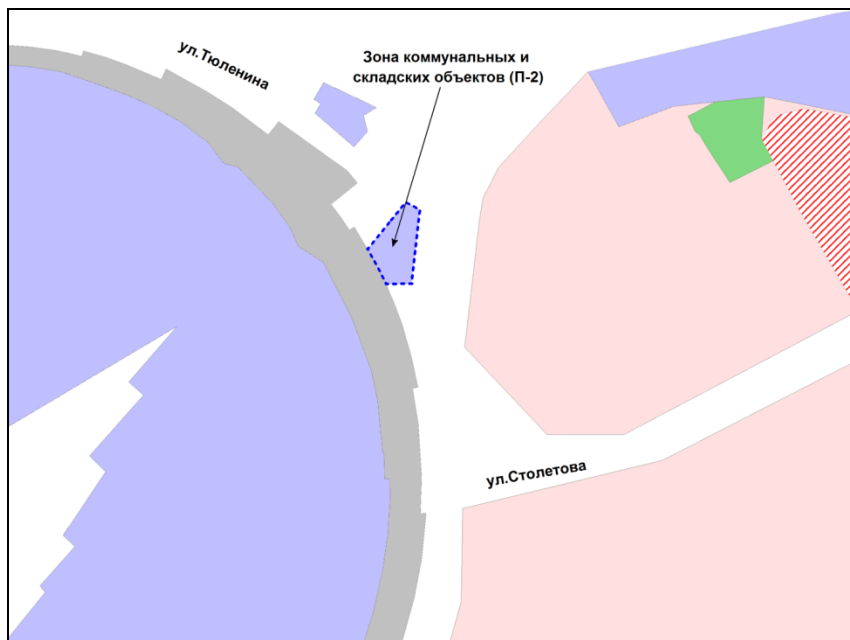 ул.Тюленина
Зона коммунальных и
складских объектов (П-2)
ул.Столетова